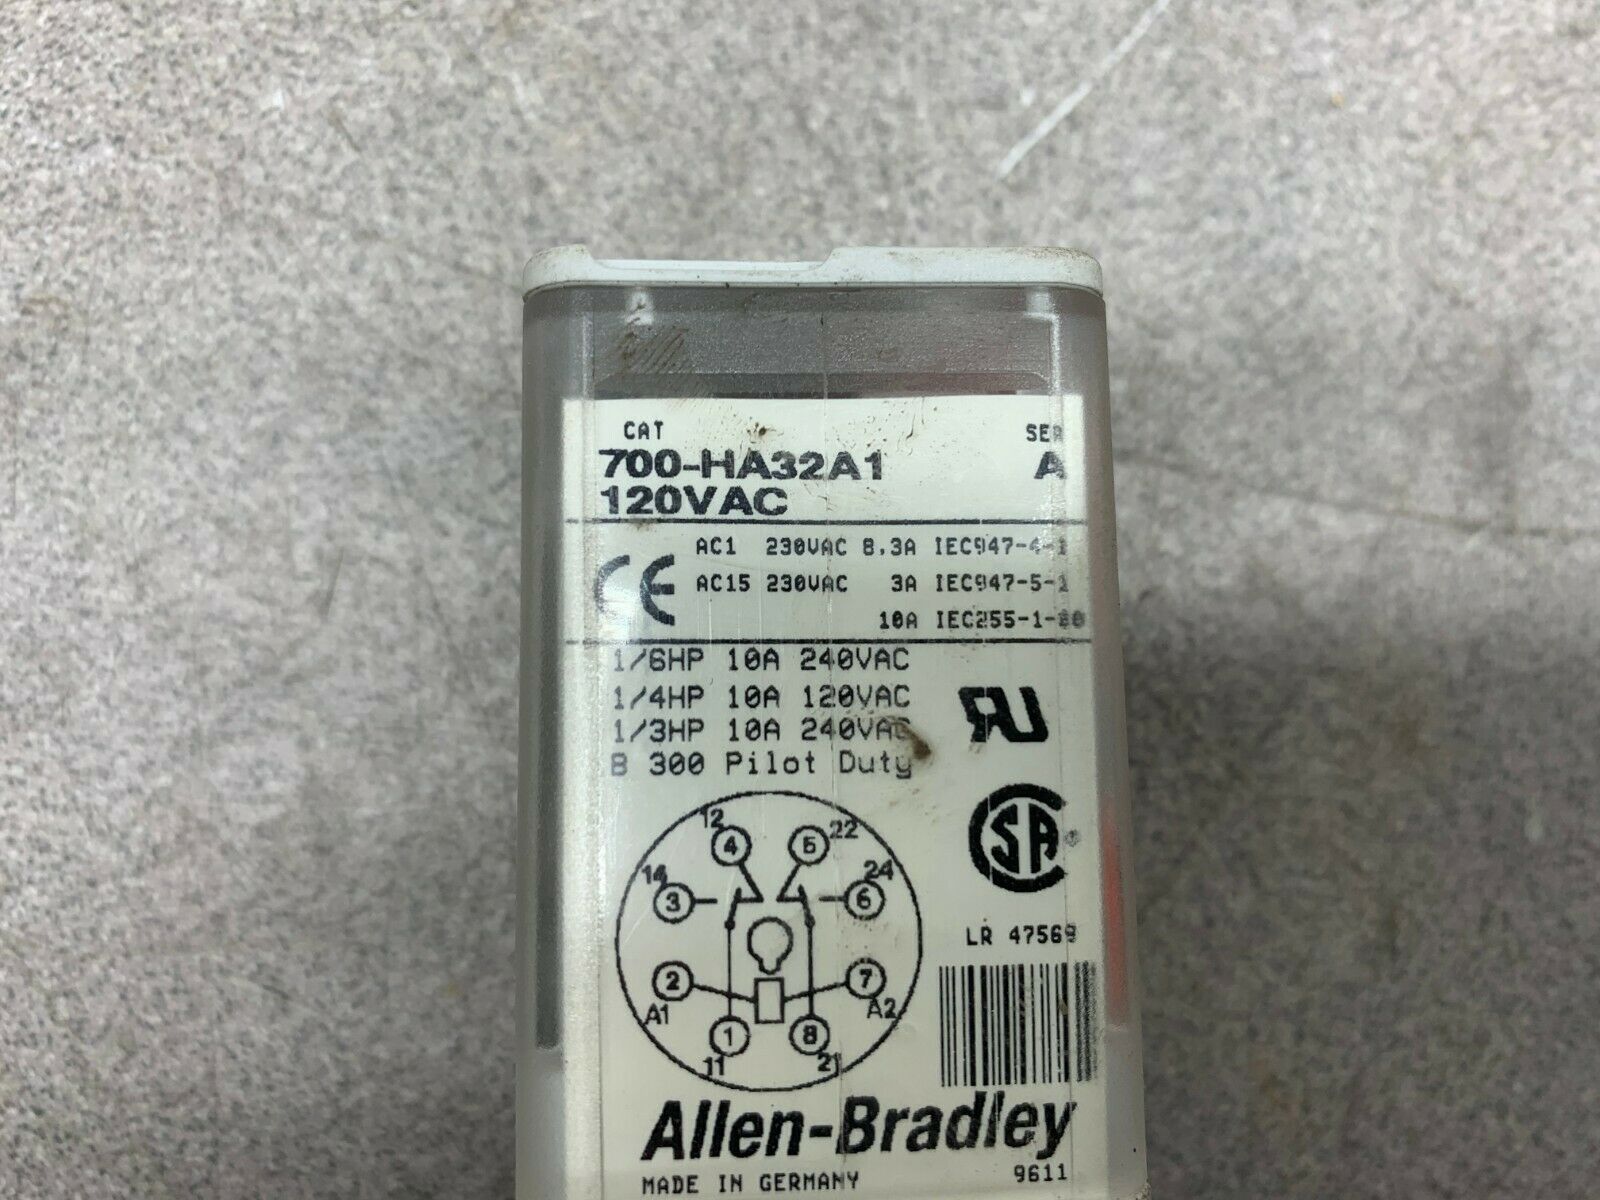 CAT SER
700-HA32A1 A
120VAC
CE AC1 230VAC 8.3A IEC947-4-1
AC15 230VAC 3A IEC947-5-1
10A IEC255-1-00
1/6HP 10A 240VAC
1/4HP 10A 120VAC
1/3HP 10A 240VAC
B 300 Pilot Duty
RU
12 22
4 5
14 24
3 6
SA
LR 47569
2 7
A1 A2
1 8
11 21
Allen-Bradley
MADE IN GERMANY 9611